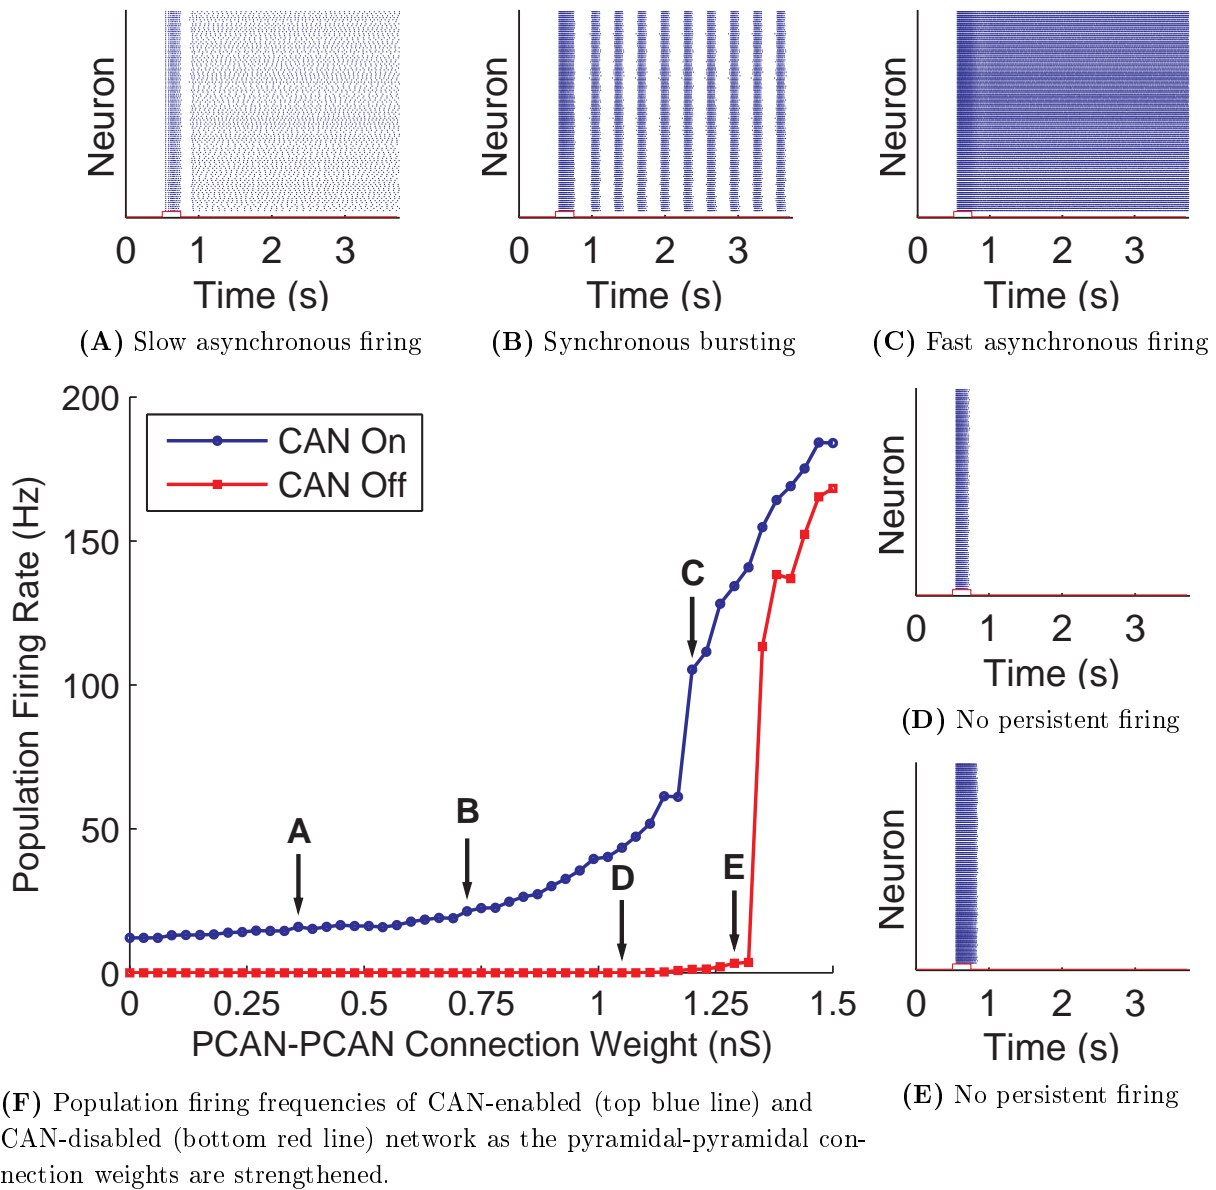 Neuron
0 1 2 3
Time (s)
(A) Slow asynchronous firing
Neuron
0 1 2 3
Time (s)
(B) Synchronous bursting
Neuron
0 1 2 3
Time (s)
(C) Fast asynchronous firing
Population Firing Rate (Hz)
200
150
100
50
0
CAN On
CAN Off
A
B
C
D
E
0 0.25 0.5 0.75 1 1.25 1.5
PCAN-PCAN Connection Weight (nS)
Neuron
0 1 2 3
Time (s)
(D) No persistent firing
Neuron
0 1 2 3
Time (s)
(E) No persistent firing
(F) Population firing frequencies of CAN-enabled (top blue line) and
CAN-disabled (bottom red line) network as the pyramidal-pyramidal con-
nection weights are strengthened.